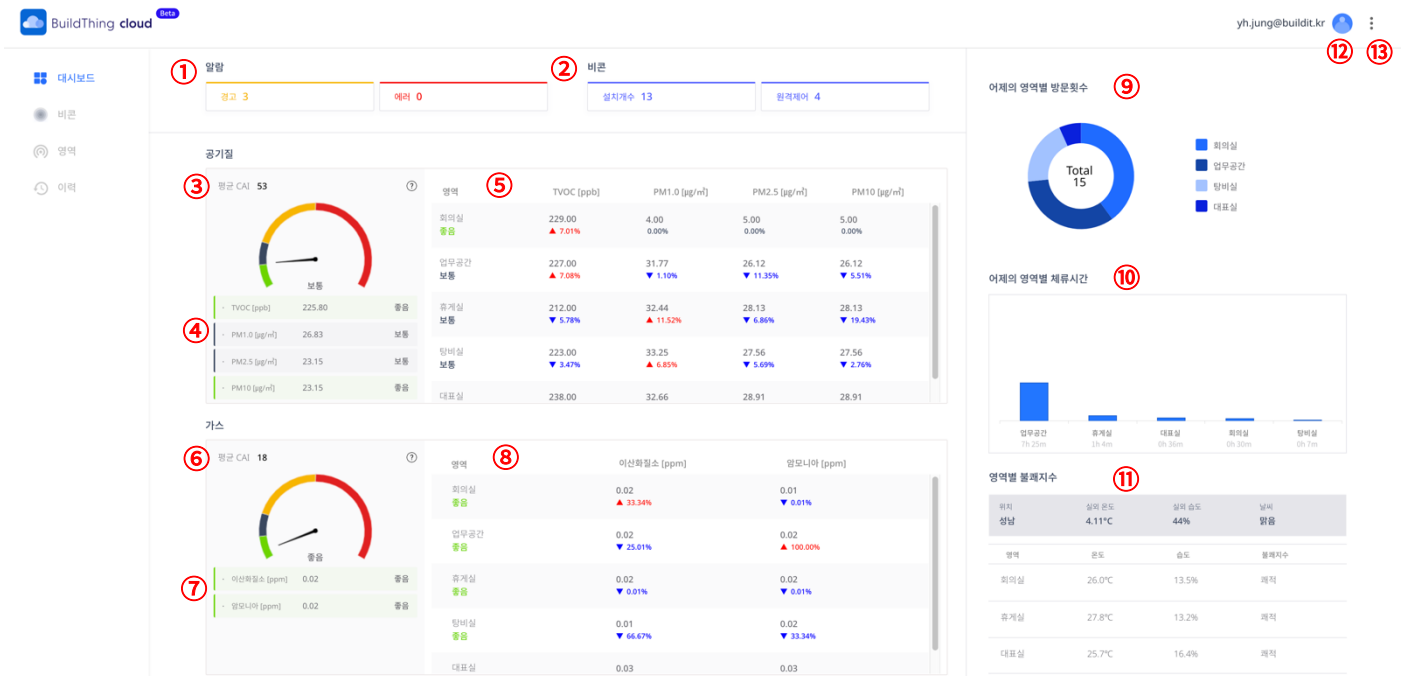 BuildThing cloud Beta
yh.jung@buildit.kr
⑫ ⑬
대시보드
비콘
영역
이력
① 알람
경고 3
에러 0
② 비콘
설치개수 13
원격제어 4
공기질
③ 평균 CAI 53 ?
보통
④
- TVOC [ppb] 225.80 좋음
- PM1.0 [μg/㎥] 26.83 보통
- PM2.5 [μg/㎥] 23.15 보통
- PM10 [μg/㎥] 23.15 좋음
영역 ⑤ TVOC [ppb] PM1.0 [μg/㎥] PM2.5 [μg/㎥] PM10 [μg/㎥]
회의실 229.00 4.00 5.00 5.00
좋음 ▲ 7.01% 0.00% 0.00% 0.00%
업무공간 227.00 31.77 26.12 26.12
보통 ▲ 7.08% ▼ 1.10% ▼ 11.35% ▼ 5.51%
휴게실 212.00 32.44 28.13 28.13
보통 ▼ 5.78% ▲ 11.52% ▼ 6.86% ▼ 19.43%
탕비실 223.00 33.25 27.56 27.56
보통 ▼ 3.47% ▲ 6.85% ▼ 5.69% ▼ 2.76%
대표실 238.00 32.66 28.91 28.91
가스
⑥ 평균 CAI 18 ?
좋음
⑦
- 이산화질소 [ppm] 0.02 좋음
- 암모니아 [ppm] 0.02 좋음
영역 ⑧ 이산화질소 [ppm] 암모니아 [ppm]
회의실 0.02 0.01
좋음 ▲ 33.34% ▼ 0.01%
업무공간 0.02 0.02
좋음 ▼ 25.01% ▲ 100.00%
휴게실 0.02 0.02
좋음 ▼ 0.01% ▼ 0.01%
탕비실 0.01 0.02
좋음 ▼ 66.67% ▼ 33.34%
대표실 0.03 0.03
어제의 영역별 방문횟수 ⑨
Total
15
회의실
업무공간
탕비실
대표실
어제의 영역별 체류시간 ⑩
업무공간 휴게실 대표실 회의실 탕비실
7h 25m 1h 4m 0h 36m 0h 30m 0h 7m
영역별 불쾌지수 ⑪
위치 실외 온도 실외 습도 날씨
성남 4.11℃ 44% 맑음
영역 온도 습도 불쾌지수
회의실 26.0℃ 13.5% 쾌적
휴게실 27.8℃ 13.2% 쾌적
대표실 25.7℃ 16.4% 쾌적